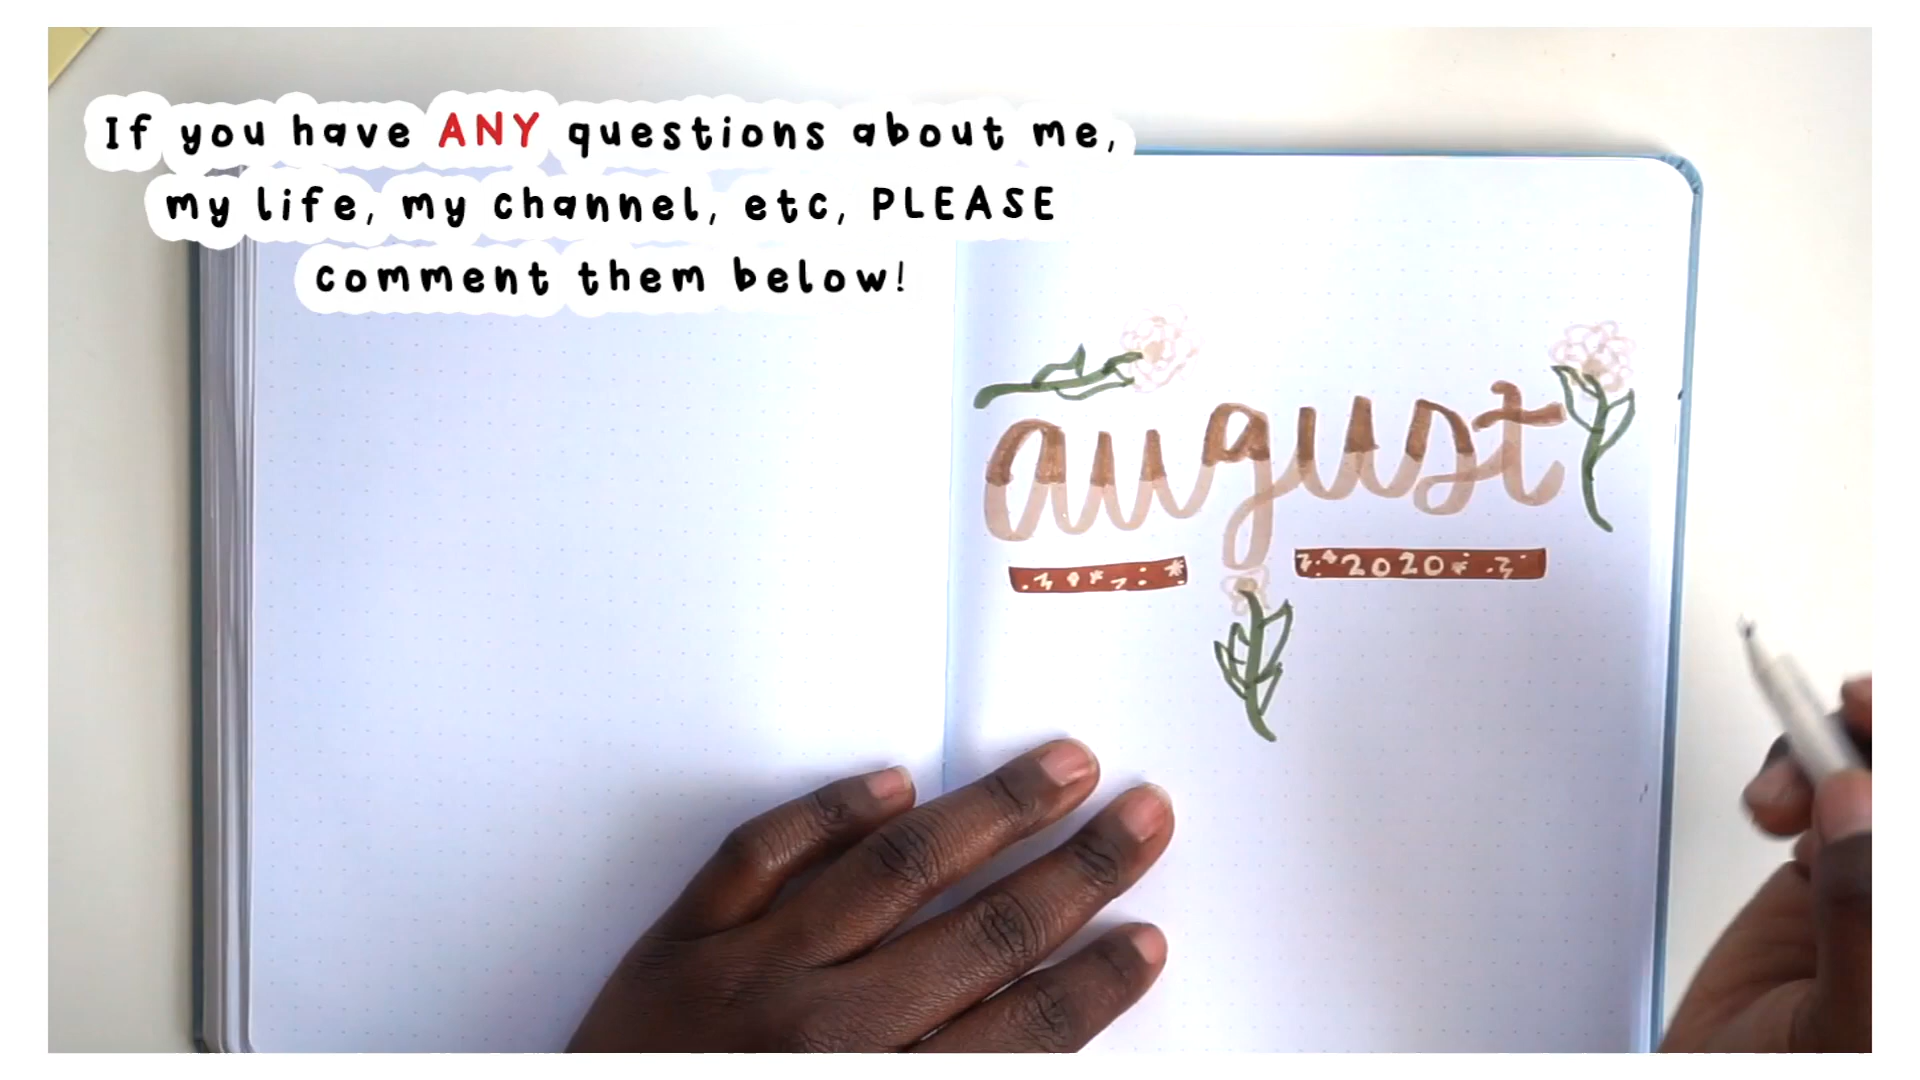 If you have ANY questions about me,
my life, my channel, etc, PLEASE
comment them below!
august
2020